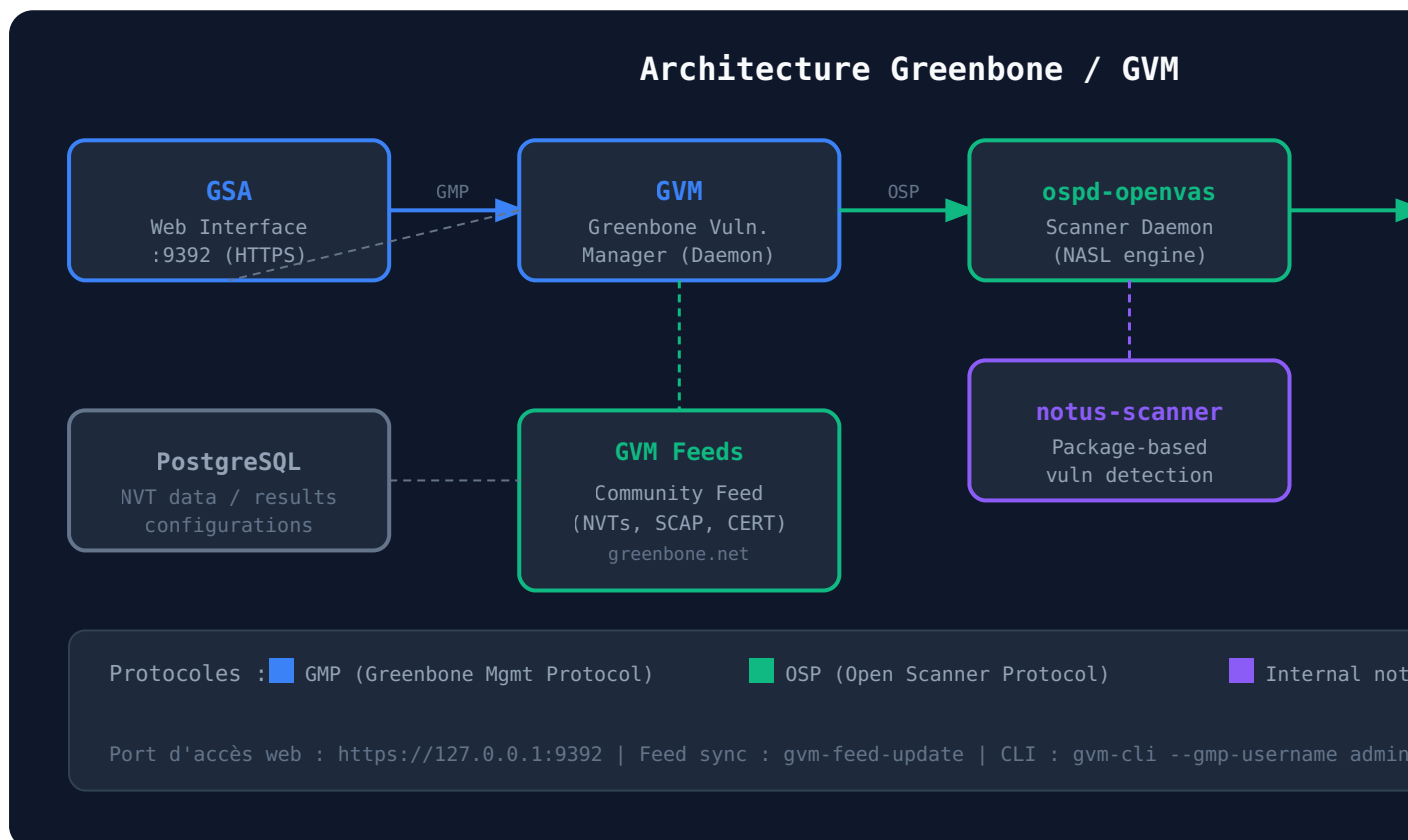 Architecture Greenbone / GVM
GSA
Web Interface
:9392 (HTTPS)
GMP
GVM
Greenbone Vuln.
Manager (Daemon)
OSP
ospd-openvas
Scanner Daemon
(NASL engine)
PostgreSQL
NVT data / results
configurations
GVM Feeds
Community Feed
(NVTs, SCAP, CERT)
greenbone.net
notus-scanner
Package-based
vuln detection
Protocoles : GMP (Greenbone Mgmt Protocol) OSP (Open Scanner Protocol) Internal not
Port d'accès web : https://127.0.0.1:9392 | Feed sync : gvm-feed-update | CLI : gvm-cli --gmp-username admin